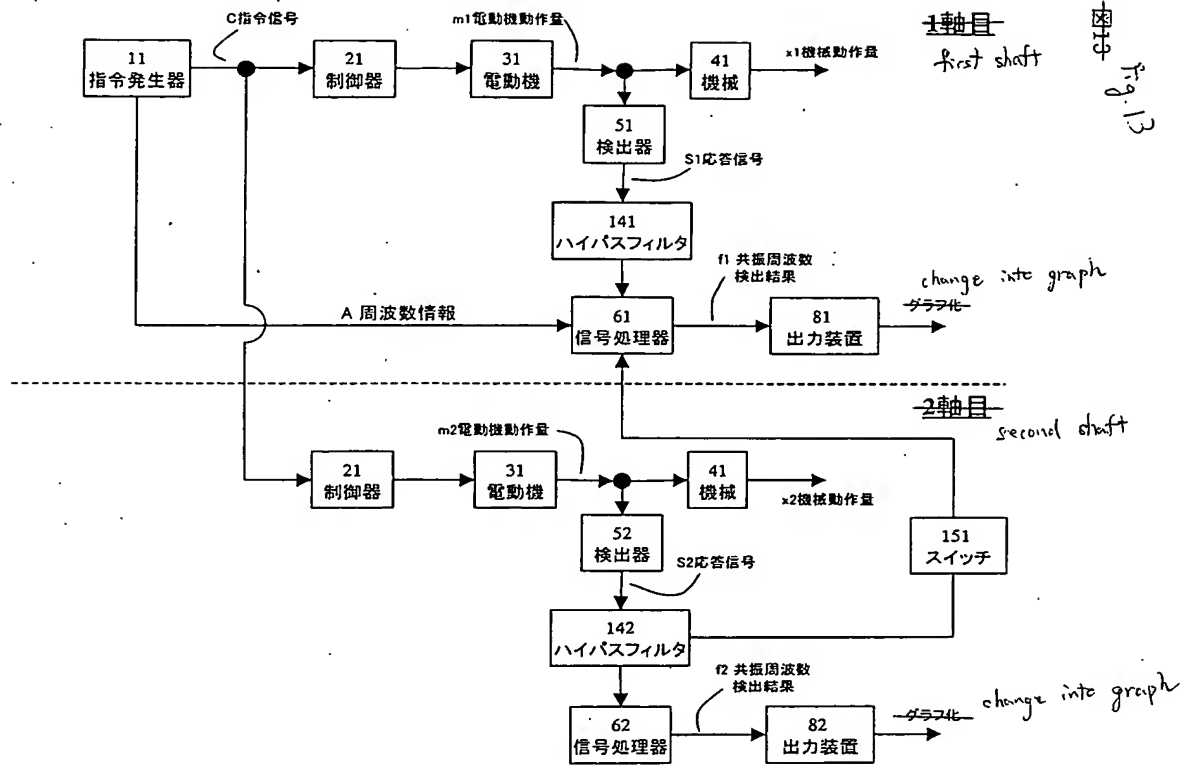 C指令信号
m1電動機動作量
1軸目
first shaft
図13
Fig. 13
11
指令発生器
21
制御器
31
電動機
41
機械
x1機械動作量
51
検出器
S1応答信号
141
ハイパスフィルタ
f1 共振周波数
検出結果
A 周波数情報
61
信号処理器
81
出力装置
change into graph
グラフ化
2軸目
second shaft
m2電動機動作量
21
制御器
31
電動機
41
機械
x2機械動作量
52
検出器
S2応答信号
151
スイッチ
142
ハイパスフィルタ
f2 共振周波数
検出結果
62
信号処理器
82
出力装置
グラフ化
change into graph